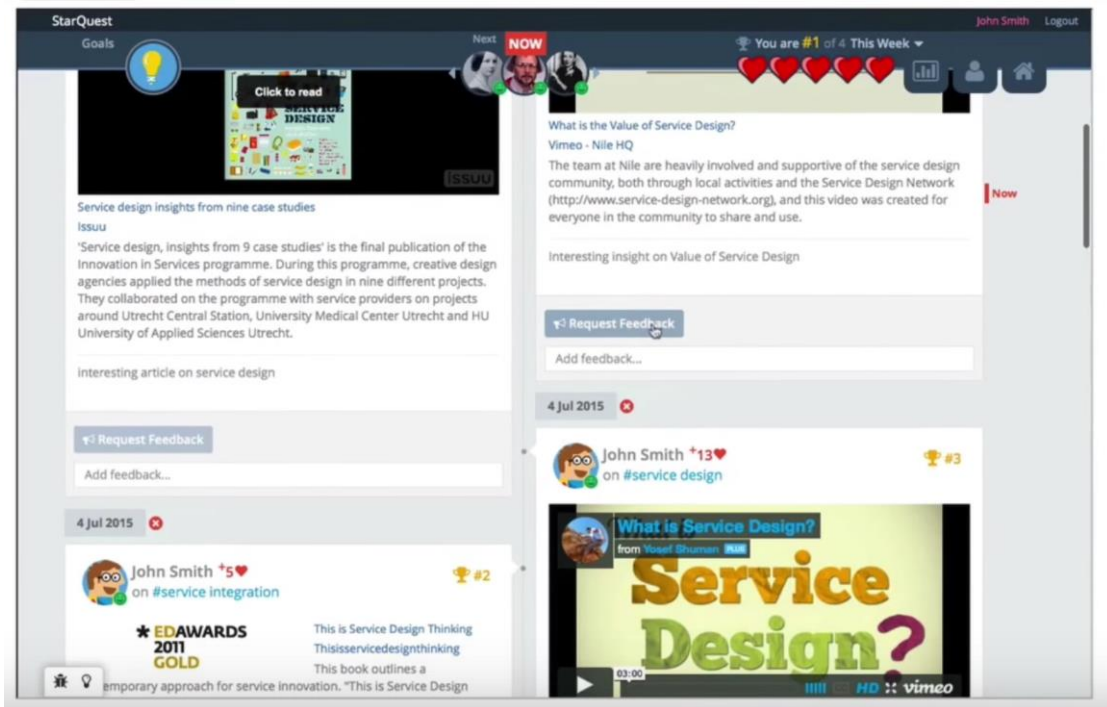 StarQuest
John Smith Logout
Goals
Next NOW
You are #1 of 4 This Week
Click to read
SERVICE
DESIGN
issuu
Service design insights from nine case studies
Issuu
'Service design, insights from 9 case studies' is the final publication of the
Innovation in Services programme. During this programme, creative design
agencies applied the methods of service design in nine different projects.
They collaborated on the programme with service providers on projects
around Utrecht Central Station, University Medical Center Utrecht and HU
University of Applied Sciences Utrecht.
interesting article on service design
Request Feedback
Add feedback...
4 Jul 2015
John Smith +5
on #service integration
#2
* EDAWARDS
2011
GOLD
This is Service Design Thinking
Thisisservicedesignthinking
This book outlines a
emporary approach for service innovation. "This is Service Design
What is the Value of Service Design?
Vimeo - Nile HQ
The team at Nile are heavily involved and supportive of the service design
community, both through local activities and the Service Design Network
(http://www.service-design-network.org), and this video was created for
everyone in the community to share and use.
Now
Interesting insight on Value of Service Design
Request Feedback
Add feedback...
4 Jul 2015
John Smith +13
on #service design
#3
What is Service Design?
from Yosef Shuman PLUS
What is
Service
Design?
03:00
HD vimeo